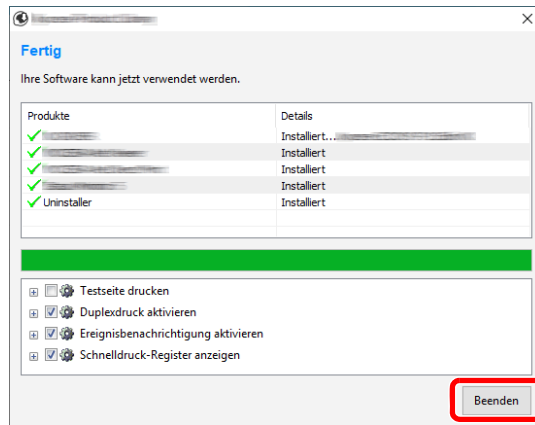 Fertig
Ihre Software kann jetzt verwendet werden.
Produkte Details
Installiert...
Installiert
Installiert
Installiert
Uninstaller Installiert
Testseite drucken
Duplexdruck aktivieren
Ereignisbenachrichtigung aktivieren
Schnelldruck-Register anzeigen
Beenden